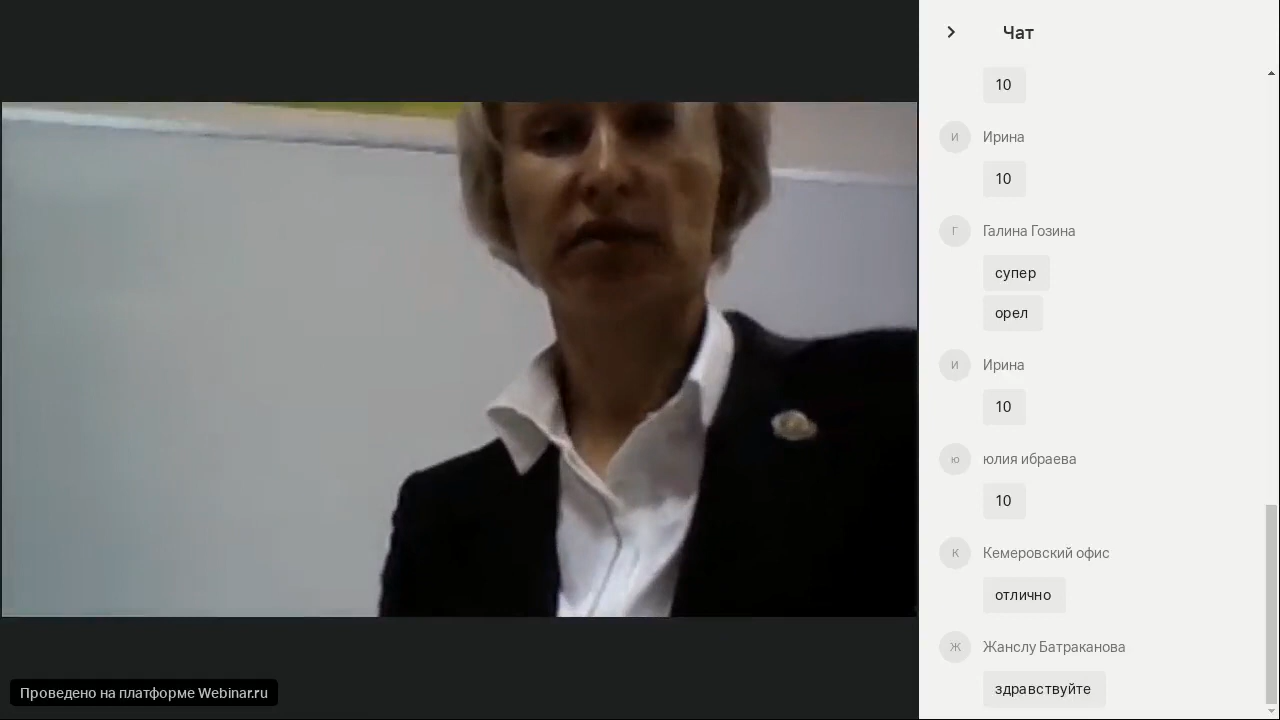 Чат
10
И
Ирина
10
Г
Галина Гозина
супер
орел
И
Ирина
10
ю
юлия ибраева
10
К
Кемеровский офис
отлично
Ж
Жанслу Батраканова
здравствуйте
Проведено на платформе Webinar.ru